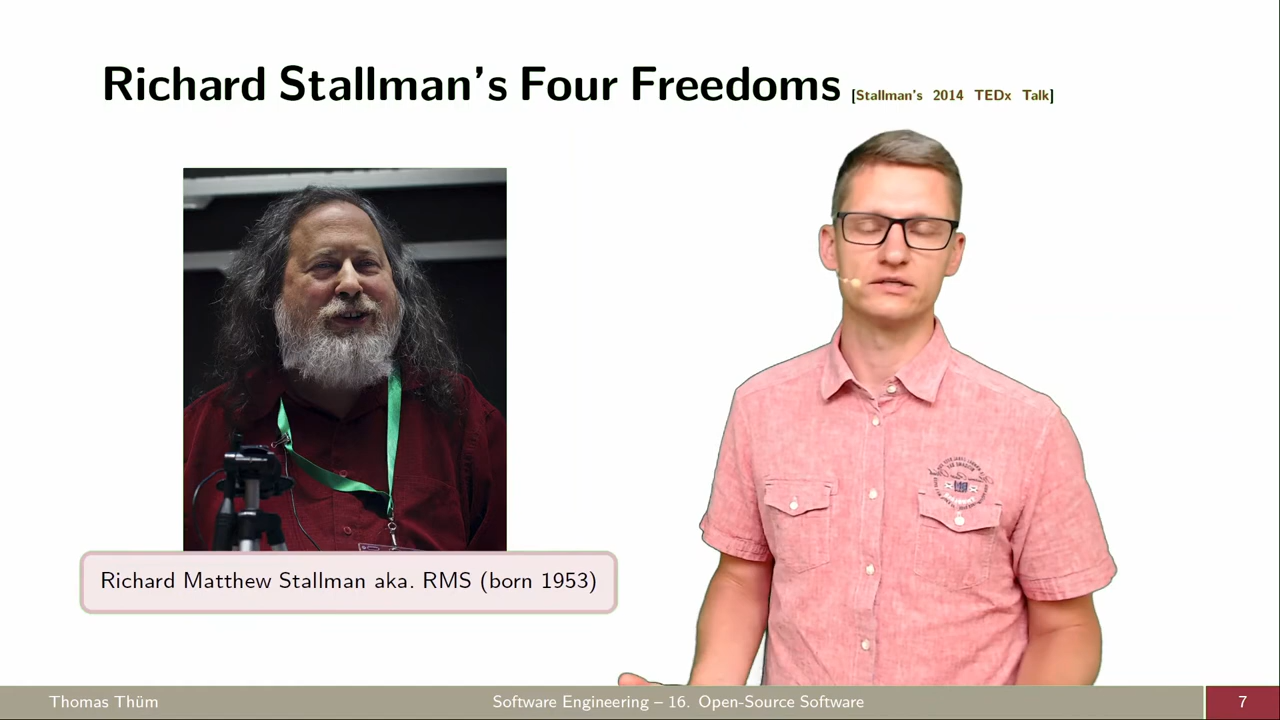 Richard Stallman's Four Freedoms [Stallman's 2014 TEDx Talk]
Richard Matthew Stallman aka. RMS (born 1953)
Thomas Thüm
Software Engineering – 16. Open-Source Software
7